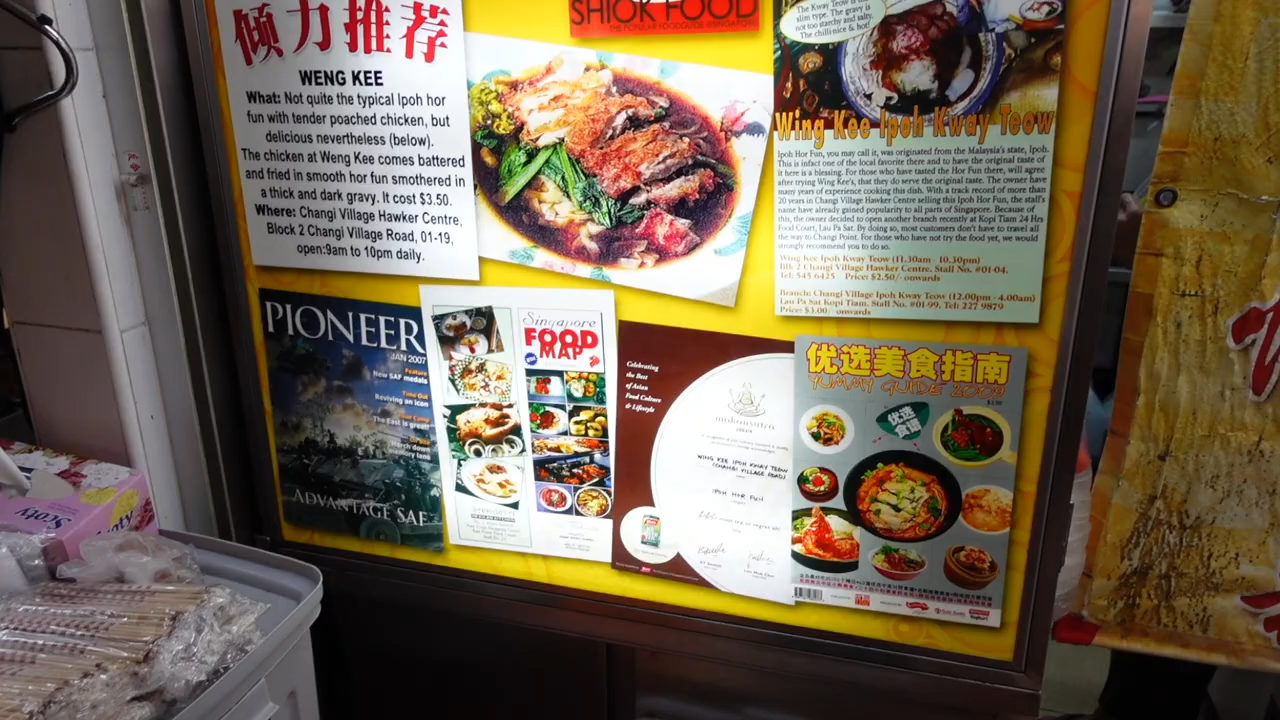 倾力推荐
WENG KEE
What: Not quite the typical Ipoh hor
fun with tender poached chicken, but
delicious nevertheless (below).
The chicken at Weng Kee comes battered
and fried in smooth hor fun smothered in
a thick and dark gravy. It cost $3.50.
Where: Changi Village Hawker Centre,
Block 2 Changi Village Road, 01-19,
open:9am to 10pm daily.
SHIOK FOOD
THE POPULAR FOODGUIDE @SINGAPORE
The Kway Teow is the
slim type. The gravy is
not too starchy and salty.
The chilli nice & hot!
Wing Kee Ipoh Kway Teow
Ipoh Hor Fun, you may call it, was originated from the Malaysia's state, Ipoh.
This is infact one of the local favorite there and to have the original taste of
it here is a blessing. For those who have tasted the Hor Fun there, will agree
after trying Wing Kee's, that they do serve the original taste. The owner have
many years of experience cooking this dish. With a track record of more than
20 years in Changi Village Hawker Centre selling this Ipoh Hor Fun, the stall's
name have already gained popularity to all parts of Singapore. Because of
this, the owner decided to open another branch recently at Kopi Tiam 24 Hrs
Food Court, Lau Pa Sat. By doing so, most customers don't have to travel all
the way to Changi Point. For those who have not try the food yet, we would
strongly recommend you to do so.
Wing Kee Ipoh Kway Teow (11.30am - 10.30pm)
Blk 2 Changi Village Hawker Centre. Stall No. #01-04.
Tel: 545 6425 Price: $2.50/- onwards
Branch: Changi Village Ipoh Kway Teow (12.00pm - 4.00am)
Lau Pa Sat Kopi Tiam. Stall No. #01-99. Tel: 227 9879
Price: $3.00/ onwards
PIONEER
JAN 2007
Feature
New SAF medals
Time Out
Reviving an icon
The East is great!
March down
memory lane
ADVANTAGE SAF
Singapore
FOOD
MAP
Celebrating
the Best
of Asian
Food Culture
& Lifestyle
makansutra
WING KEE IPOH KWAY TEOW
(CHANGI VILLAGE ROAD)
IPOH HOR FUN
优选美食指南
YUMMY GUIDE 2009
$3.90
优选
食谱
Scoty